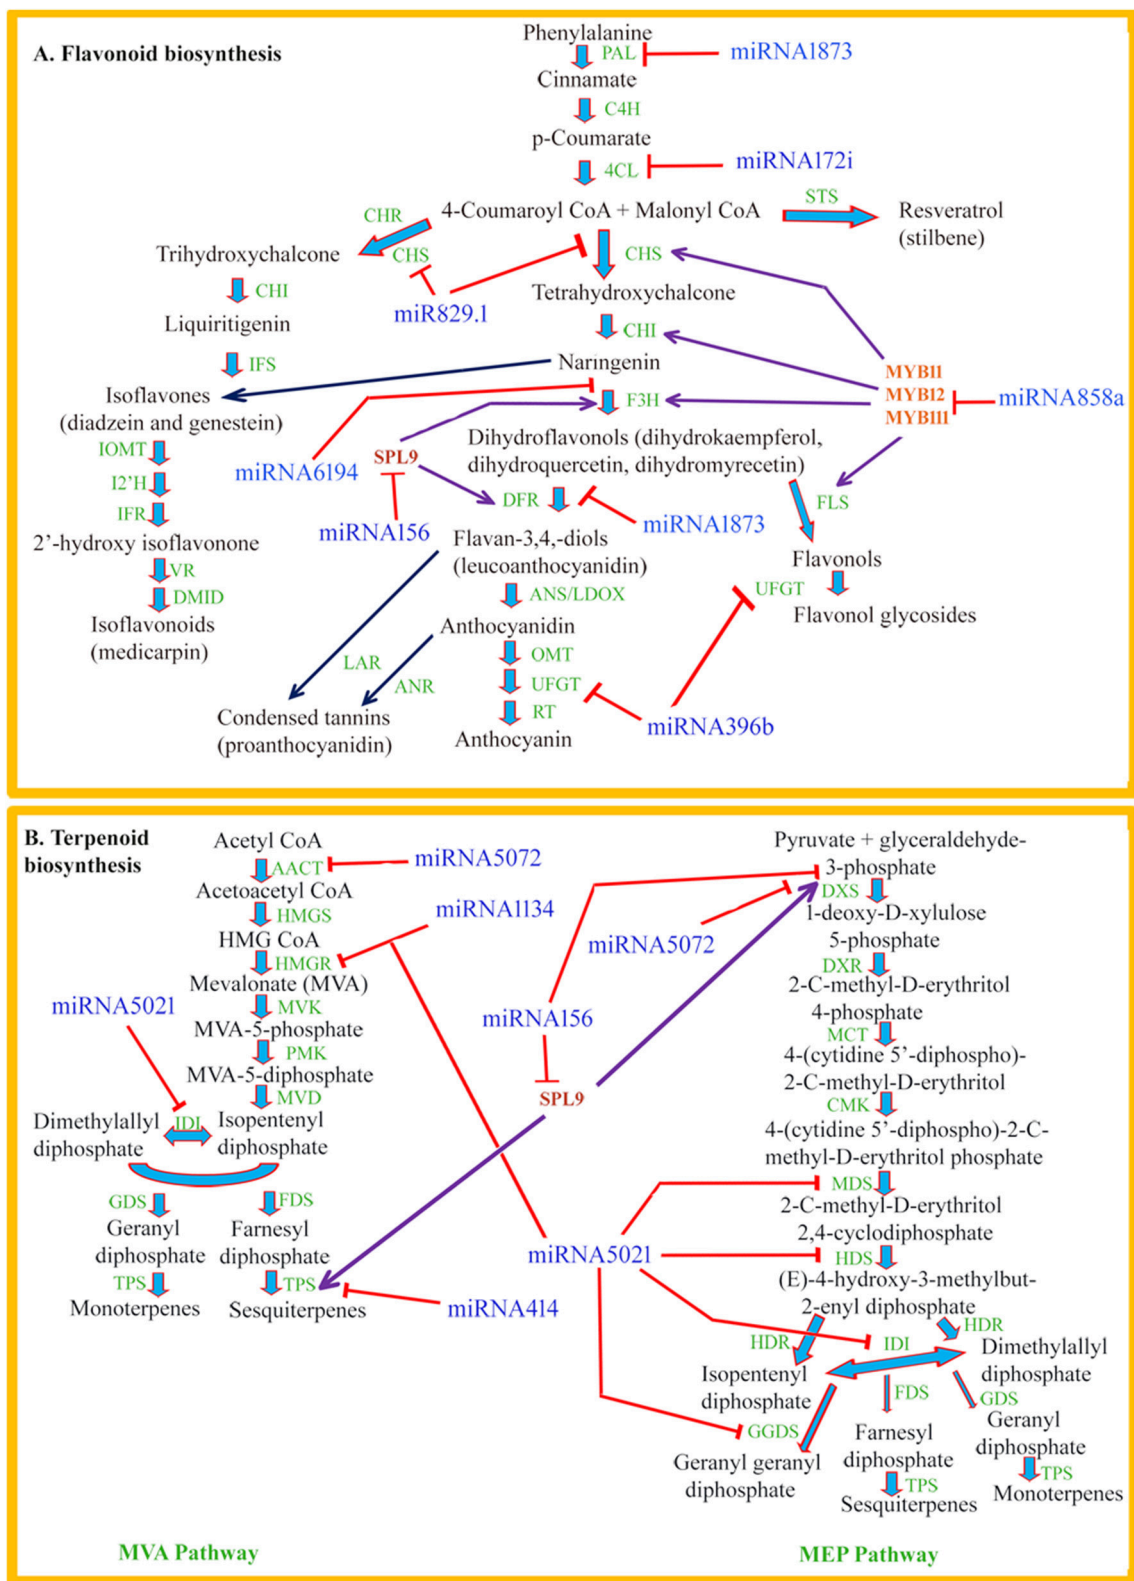 A. Flavonoid biosynthesis
Phenylalanine
PAL
miRNA1873
Cinnamate
C4H
p-Coumarate
4CL
miRNA172i
4-Coumaroyl CoA + Malonyl CoA
STS
Resveratrol
(stilbene)
CHR
CHS
Trihydroxychalcone
CHS
Tetrahydroxychalcone
miR829.1
CHI
Liquiritigenin
CHI
IFS
Naringenin
Isoflavones
(diadzein and genestein)
F3H
MYB11
MYB12
MYB111
miRNA858a
IOMT
I2’H
IFR
miRNA6194
SPL9
miRNA156
Dihydroflavonols (dihydrokaempferol,
dihydroquercetin, dihydromyrecetin)
DFR
miRNA1873
FLS
2’-hydroxy isoflavonone
VR
DMID
Isoflavonoids
(medicarpin)
Flavan-3,4,-diols
(leucoanthocyanidin)
ANS/LDOX
Flavonols
UFGT
Flavonol glycosides
Anthocyanidin
OMT
UFGT
RT
Anthocyanin
LAR
ANR
Condensed tannins
(proanthocyanidin)
miRNA396b
B. Terpenoid
biosynthesis
Acetyl CoA
AACT
miRNA5072
Acetoacetyl CoA
HMGS
miRNA1134
HMG CoA
HMGR
Mevalonate (MVA)
miRNA5021
MVK
MVA-5-phosphate
PMK
MVA-5-diphosphate
MVD
Dimethylallyl
diphosphate
IDI
Isopentenyl
diphosphate
GDS
FDS
Geranyl
diphosphate
Farnesyl
diphosphate
TPS
TPS
Monoterpenes
Sesquiterpenes
miRNA414
miRNA5072
miRNA156
SPL9
miRNA5021
Pyruvate + glyceraldehyde-
3-phosphate
DXS
1-deoxy-D-xylulose
5-phosphate
DXR
2-C-methyl-D-erythritol
4-phosphate
MCT
4-(cytidine 5’-diphospho)-
2-C-methyl-D-erythritol
CMK
4-(cytidine 5’-diphospho)-2-C-
methyl-D-erythritol phosphate
MDS
2-C-methyl-D-erythritol
2,4-cyclodiphosphate
HDS
(E)-4-hydroxy-3-methylbut-
2-enyl diphosphate
HDR
IDI
HDR
Isopentenyl
diphosphate
Dimethylallyl
diphosphate
FDS
GDS
GGDS
Geranyl geranyl
diphosphate
Farnesyl
diphosphate
Geranyl
diphosphate
TPS
TPS
Sesquiterpenes
Monoterpenes
MVA Pathway
MEP Pathway